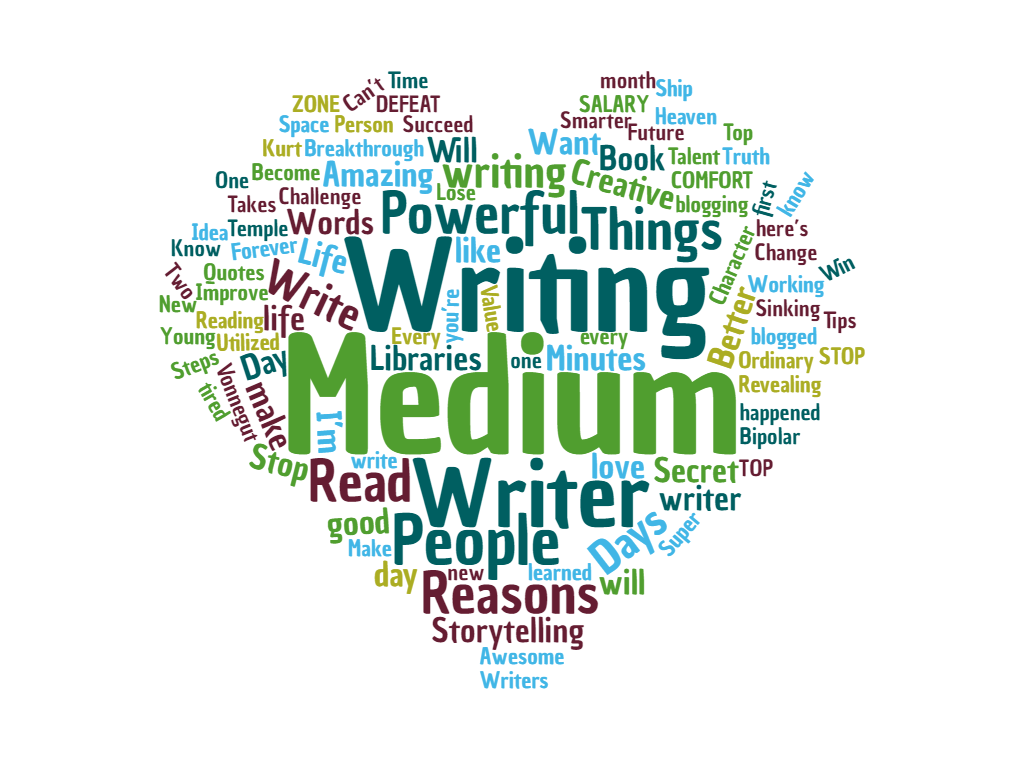 Can't Time month Ship
ZONE DEFEAT SALARY
Space Person Succeed Smarter Future Heaven Top
Kurt Breakthrough Will Want Book Talent Truth
One Become Amazing writing Creative COMFORT
Takes Challenge Lose blogging first know
Words Powerful Things here's
Idea Temple
Know Forever Life like Character Change Win
Two Quotes Write Writing Working
New Improve life you're Value Better Sinking Tips
Reading
Young Utilized Every every blogged
Steps Day Libraries one Minutes Ordinary STOP
tired Vonnegut make Medium Revealing
I'm happened
Bipolar
Stop write love Secret TOP
Read Writer writer
good People Days Super
Make
day new learned will
Reasons
Storytelling
Awesome
Writers